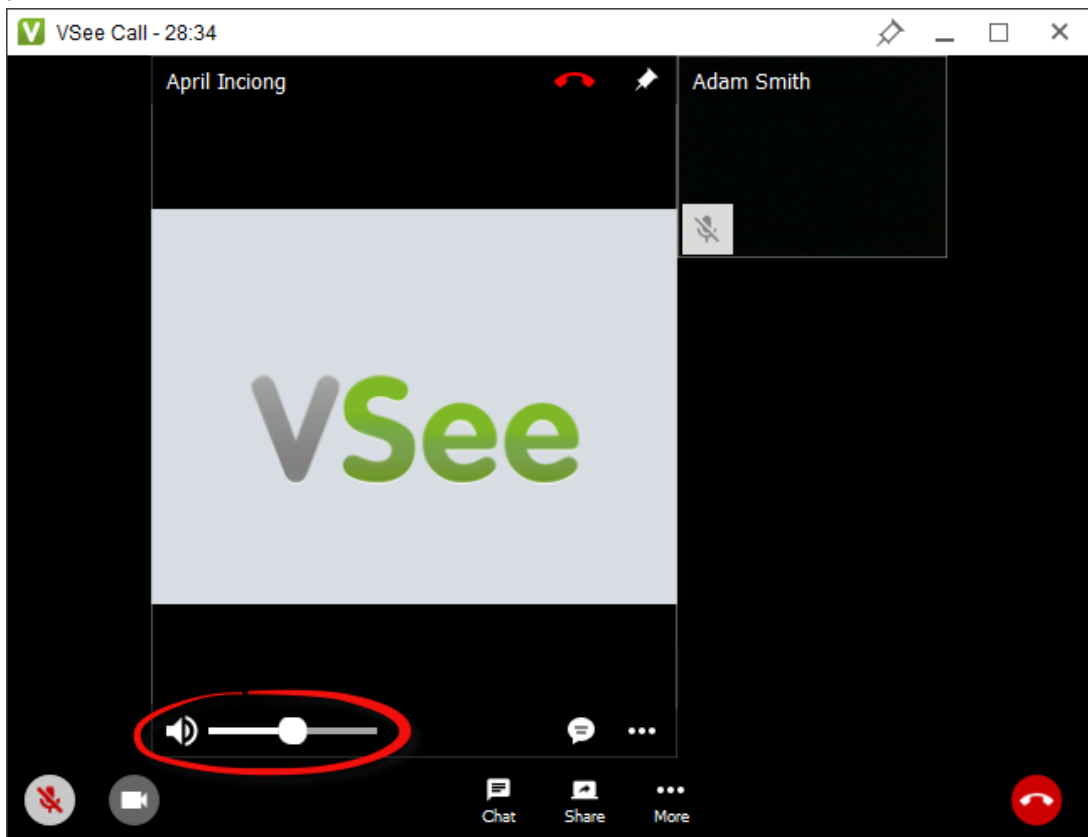 VSee Call - 28:34
April Inciong
Adam Smith
VSee
Chat
Share
More